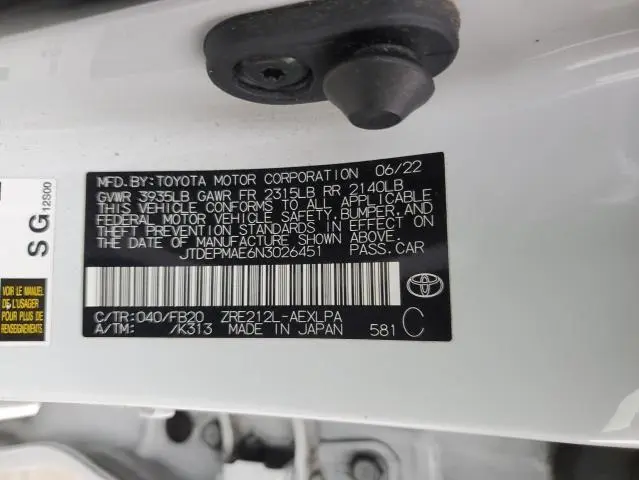 MFD.BY:TOYOTA MOTOR CORPORATION 06/22
GVWR 3935LB GAWR FR 2315LB RR 2140LB
THIS VEHICLE CONFORMS TO ALL APPLICABLE
FEDERAL MOTOR VEHICLE SAFETY, BUMPER, AND
THEFT PREVENTION STANDARDS IN EFFECT ON
THE DATE OF MANUFACTURE SHOWN ABOVE.
JTDEPMAE6N3026451 PASS.CAR
C/TR:040/FB20 ZRE212L-AEXLPA
A/TM: /K313 MADE IN JAPAN 581 C
SG12S00
VOIR LE MANUEL
DE L'USAGER
POUR PLUS DE
RENSEIGNEMENTS